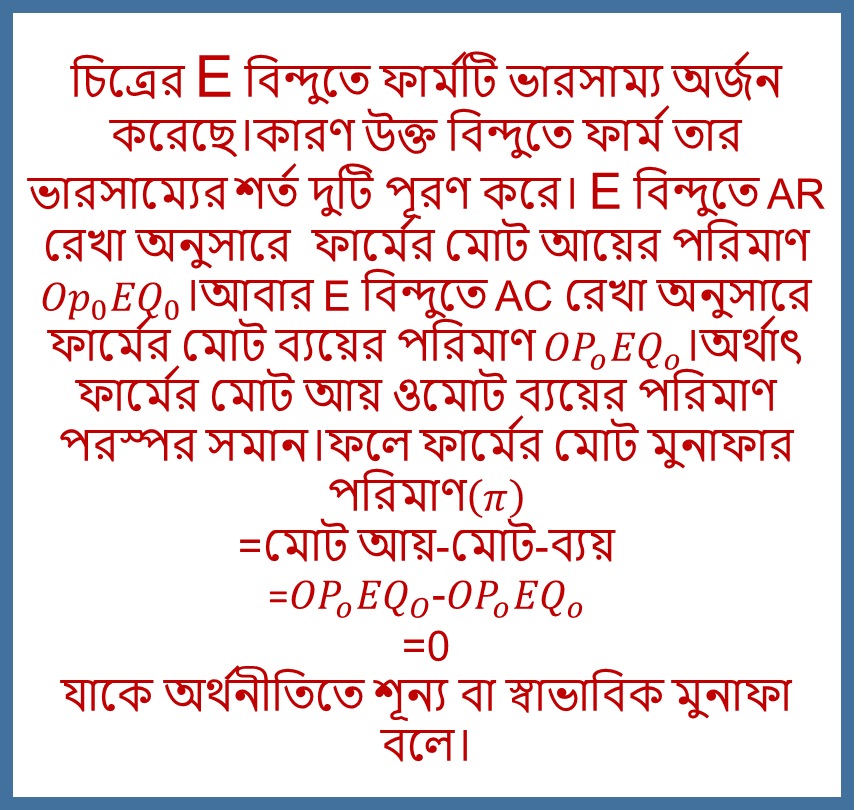 চিত্রের E বিন্দুতে ফার্মটি ভারসাম্য অর্জন
করেছে।কারণ উক্ত বিন্দুতে ফার্ম তার
ভারসাম্যের শর্ত দুটি পূরণ করে। E বিন্দুতে AR
রেখা অনুসারে  ফার্মের মোট আয়ের পরিমাণ
𝑂𝑝₀𝐸𝑄₀।আবার E বিন্দুতে AC রেখা অনুসারে
ফার্মের মোট ব্যয়ের পরিমাণ 𝑂𝑃ₒ𝐸𝑄ₒ।অর্থাৎ
ফার্মের মোট আয় ওমোট ব্যয়ের পরিমাণ
পরস্পর সমান।ফলে ফার্মের মোট মুনাফার
পরিমাণ(𝜋)
=মোট আয়-মোট-ব্যয়
=𝑂𝑃ₒ𝐸𝑄_𝑂-𝑂𝑃ₒ𝐸𝑄ₒ
=0
যাকে অর্থনীতিতে শূন্য বা স্বাভাবিক মুনাফা
বলে।